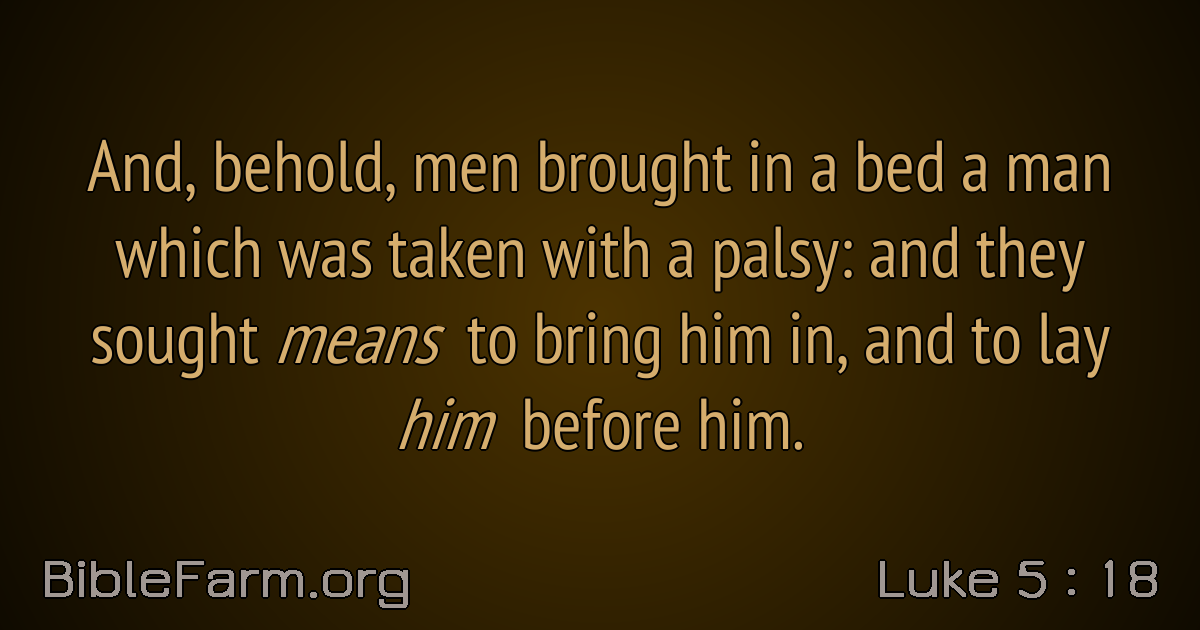 And, behold, men brought in a bed a man
which was taken with a palsy: and they
sought means to bring him in, and to lay
him before him.
BibleFarm.org
Luke 5 : 18